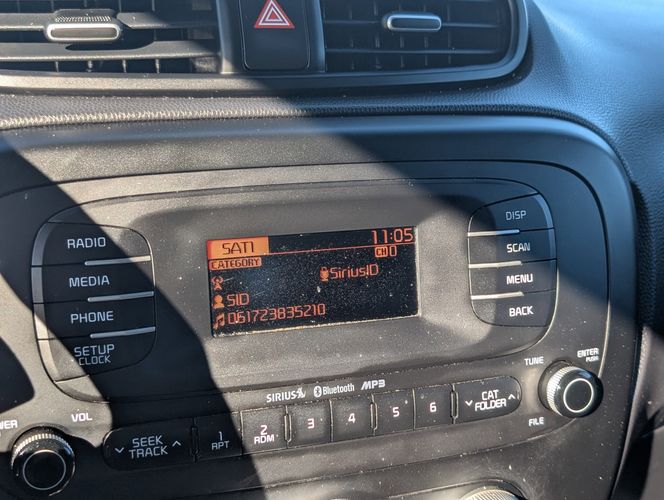 SAT1 11:05
CATEGORY CH 0
SiriusID
SID
051723835210
RADIO
MEDIA
PHONE
SETUP
CLOCK
DISP
SCAN
MENU
BACK
SIRIUS Bluetooth MP3
VOL
SEEK
TRACK
1
RPT
2
RDM
3
4
5
6
CAT
FOLDER
TUNE
FILE
ENTER
PUSH